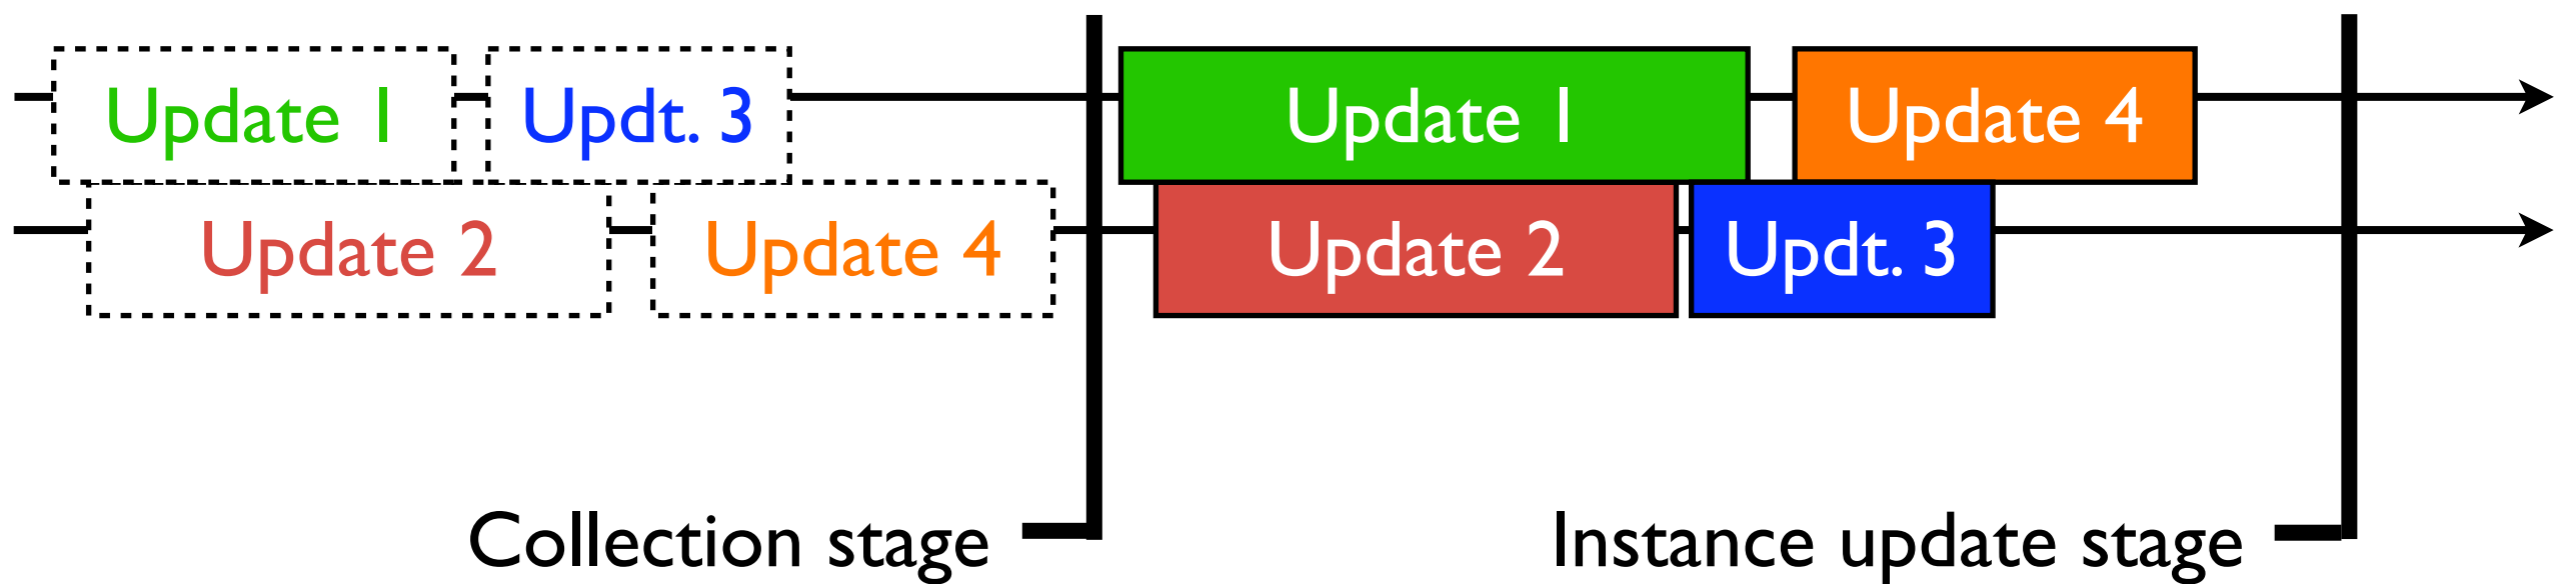 Update 1
Updt. 3
Update 1
Update 4
Update 2
Update 4
Update 2
Updt. 3
Collection stage
Instance update stage